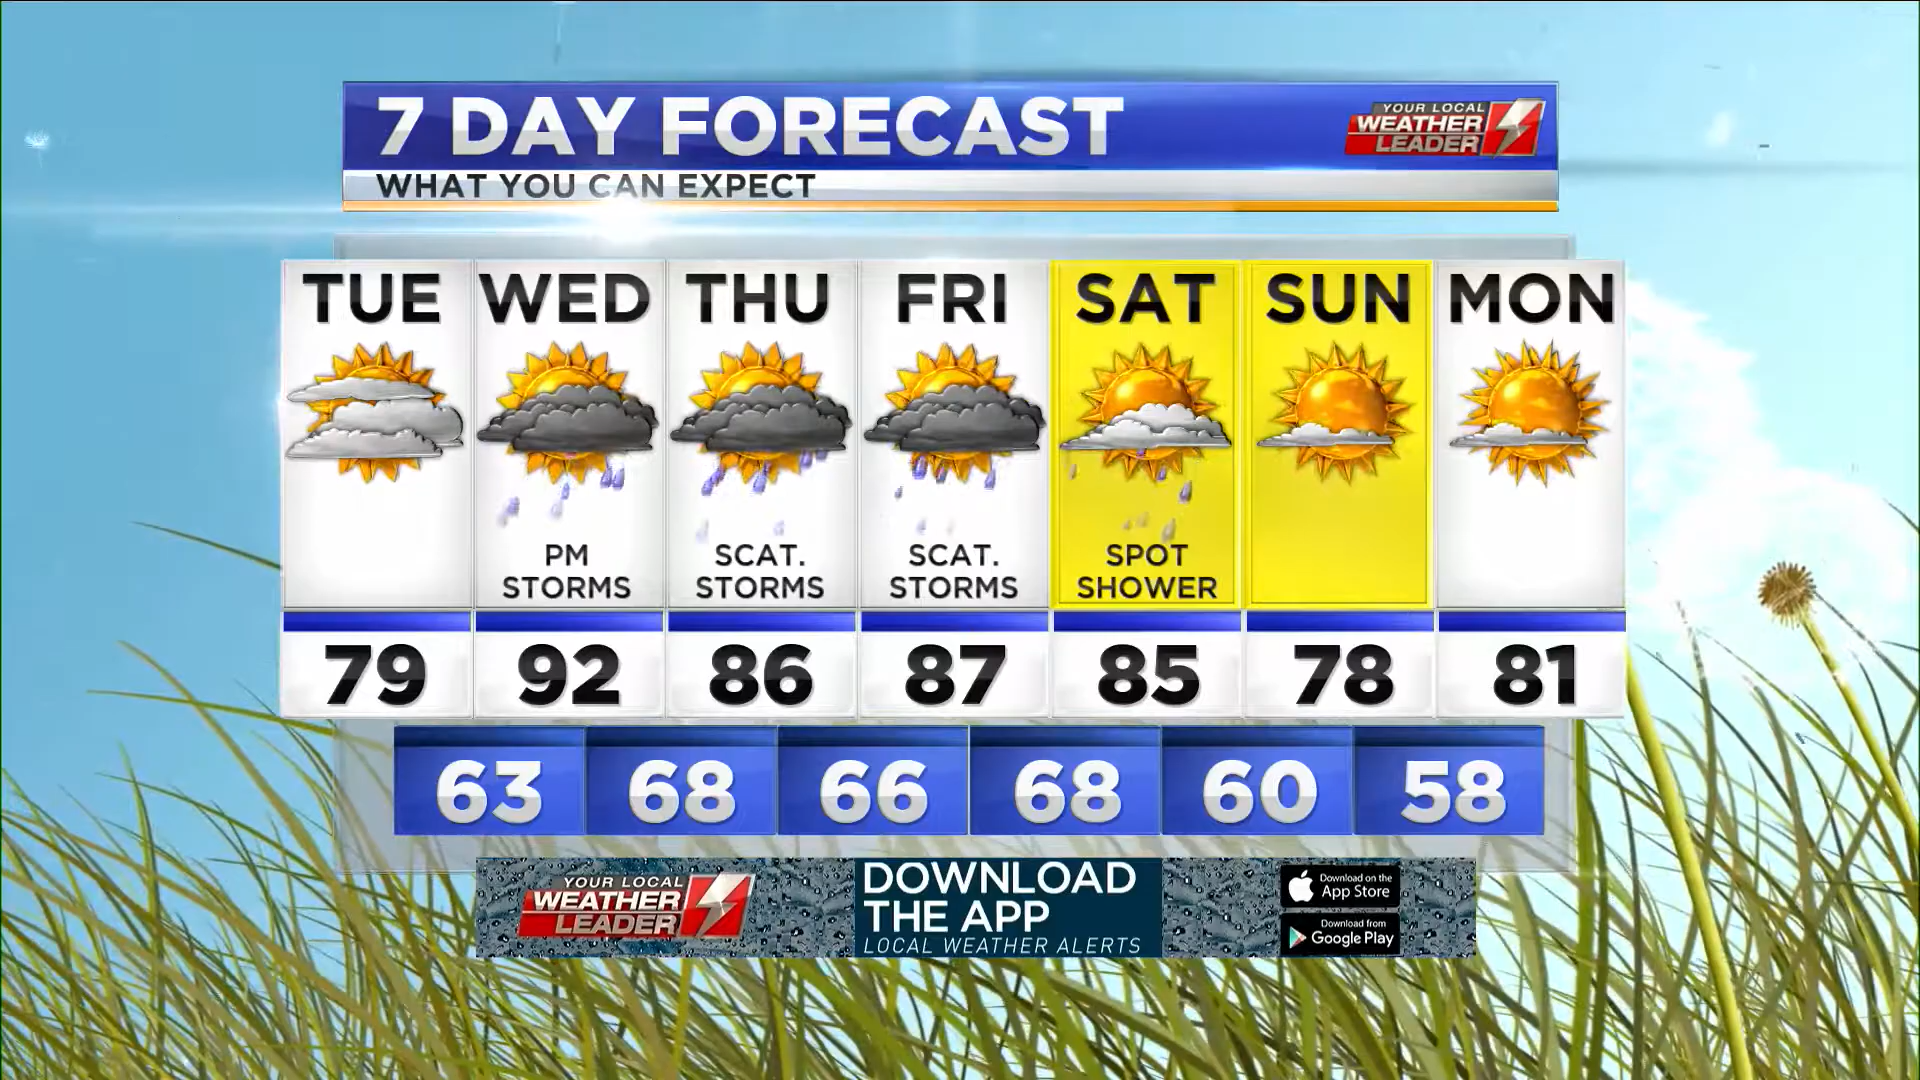 7 DAY FORECAST
YOUR LOCAL
WEATHER
LEADER
WHAT YOU CAN EXPECT
TUE WED THU FRI SAT SUN MON
PM
STORMS
SCAT.
STORMS
SCAT.
STORMS
SPOT
SHOWER
79 92 86 87 85 78 81
63 68 66 68 60 58
YOUR LOCAL
WEATHER
LEADER
DOWNLOAD
THE APP
LOCAL WEATHER ALERTS
Download on the
App Store
Download from
Google Play